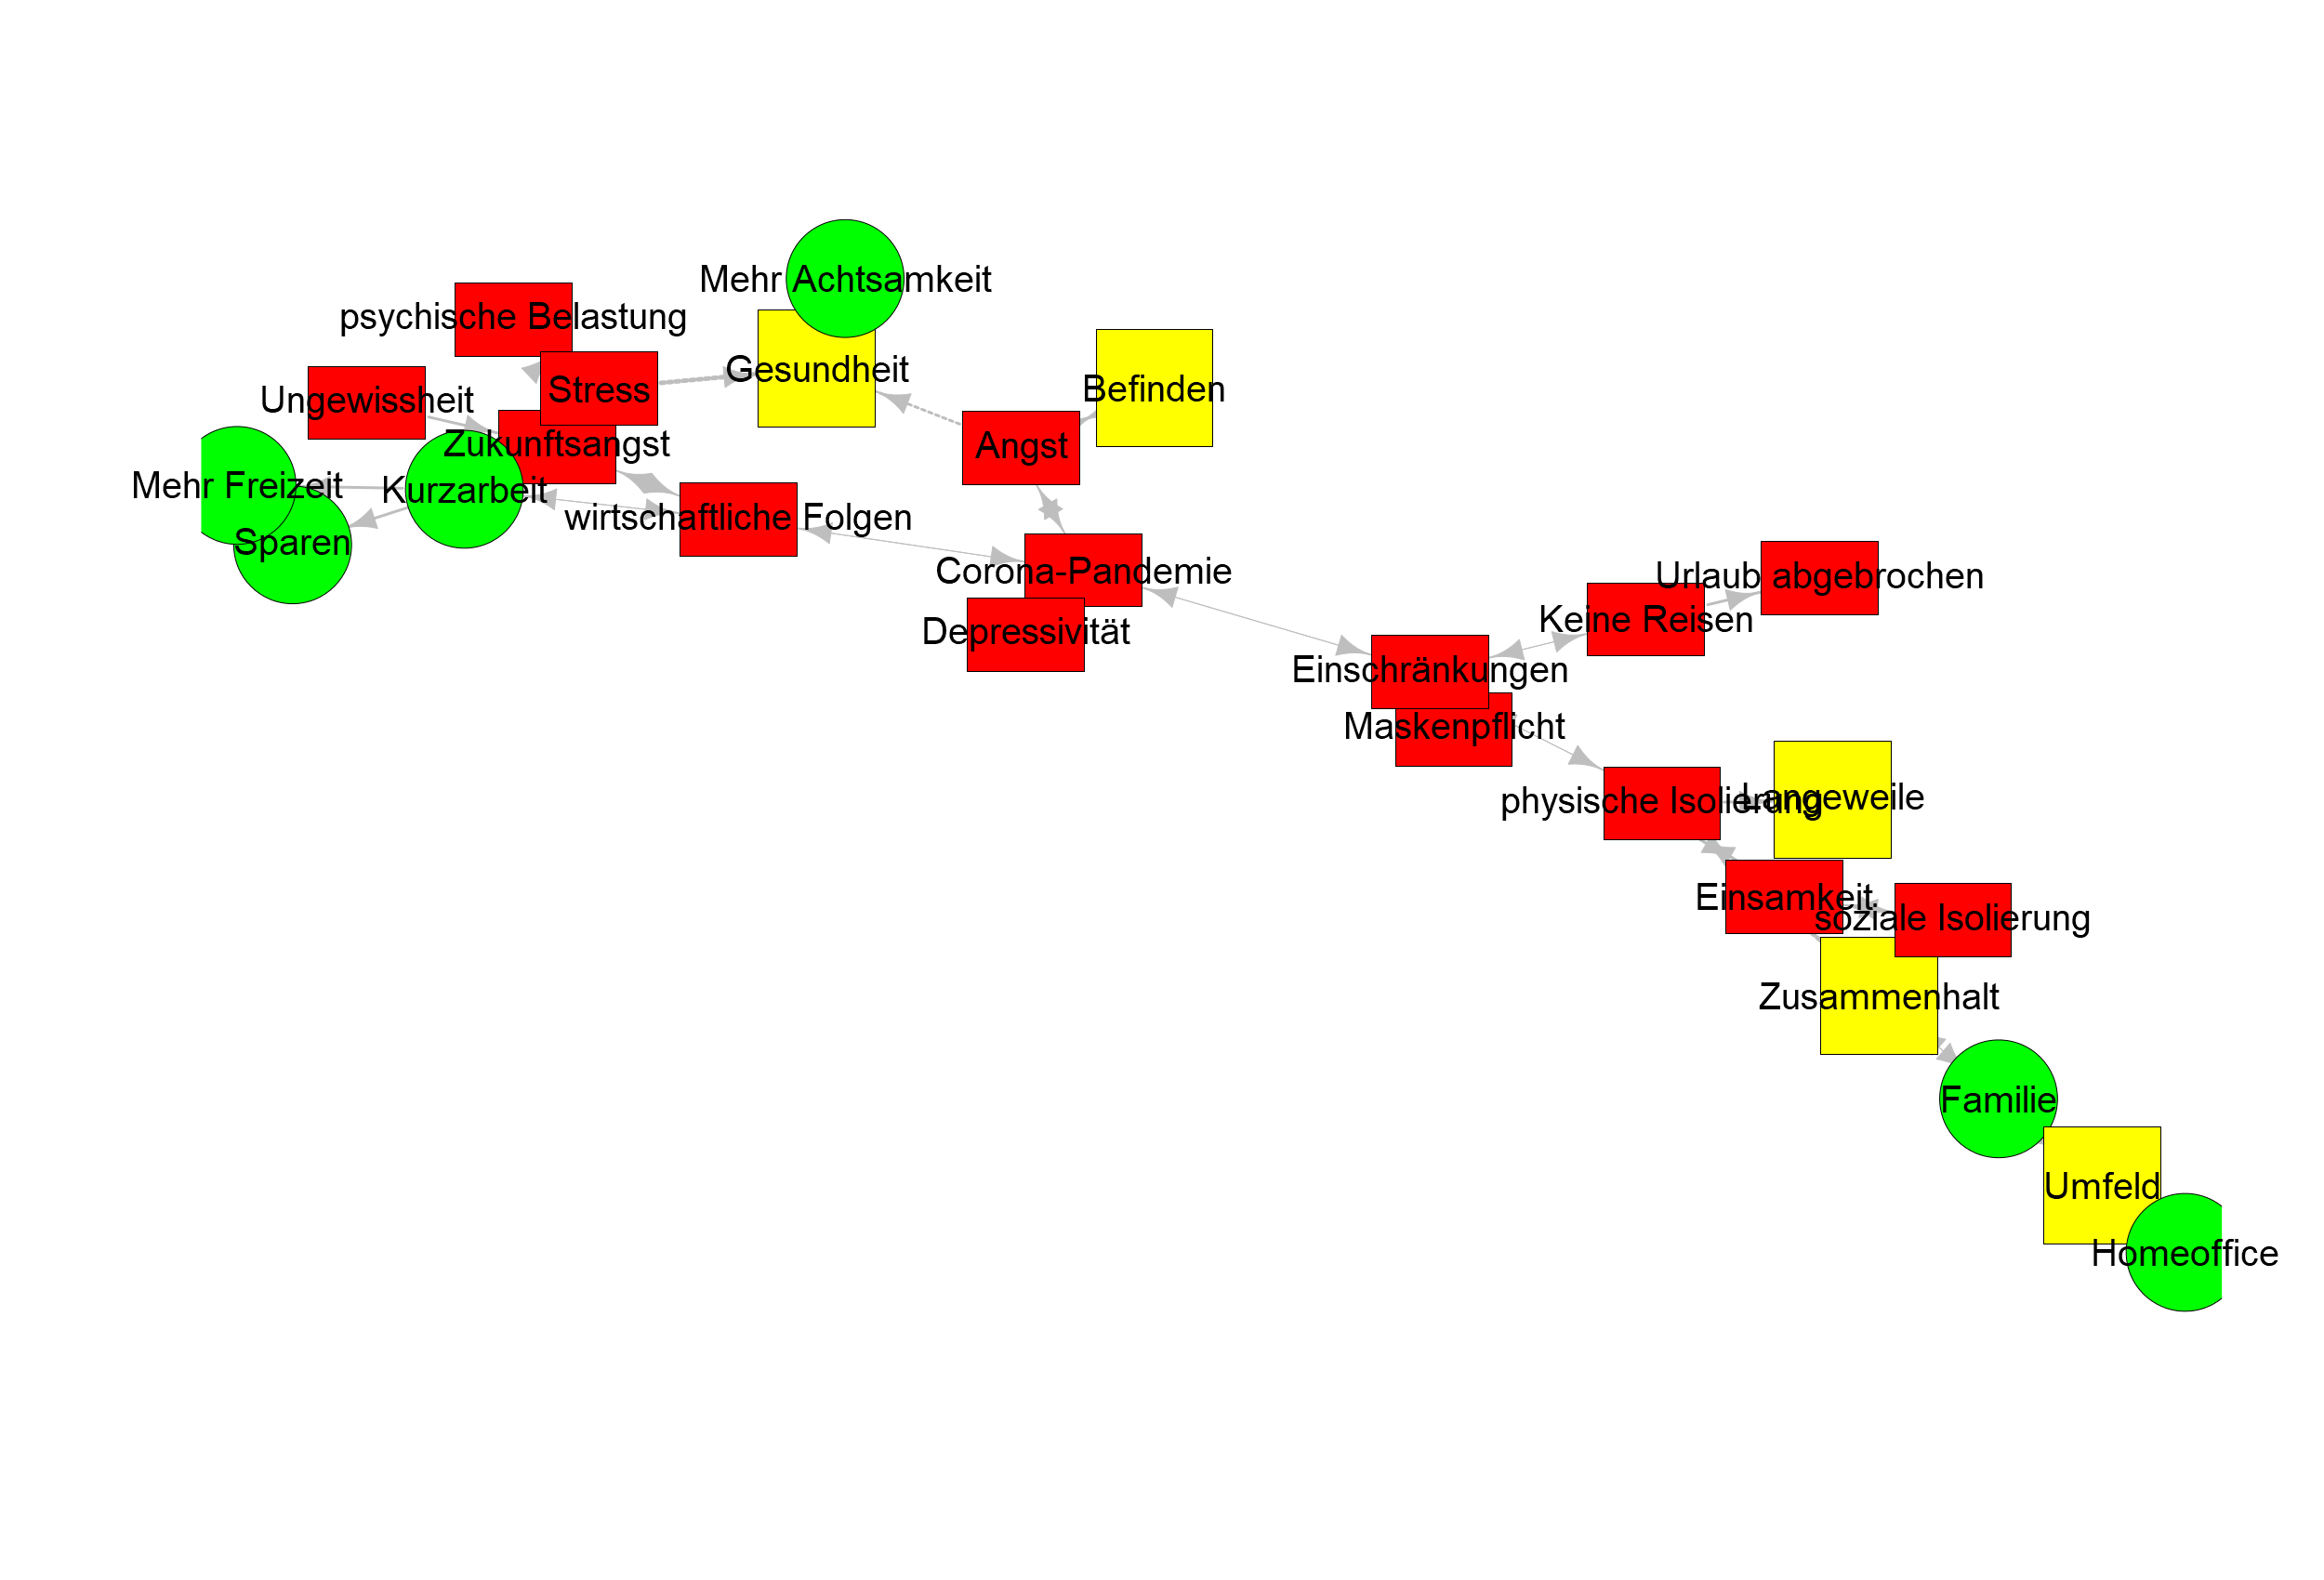 Mehr Achtsamkeit
psychische Belastung
Gesundheit
Stress
Befinden
Ungewissheit
Zukunftsangst
Angst
Mehr Freizeit
Kurzarbeit
wirtschaftliche Folgen
Sparen
Corona-Pandemie
Urlaub abgebrochen
Keine Reisen
Depressivität
Einschränkungen
Maskenpflicht
physische Isolierung
Langeweile
Einsamkeit
soziale Isolierung
Zusammenhalt
Familie
Umfeld
Homeoffice